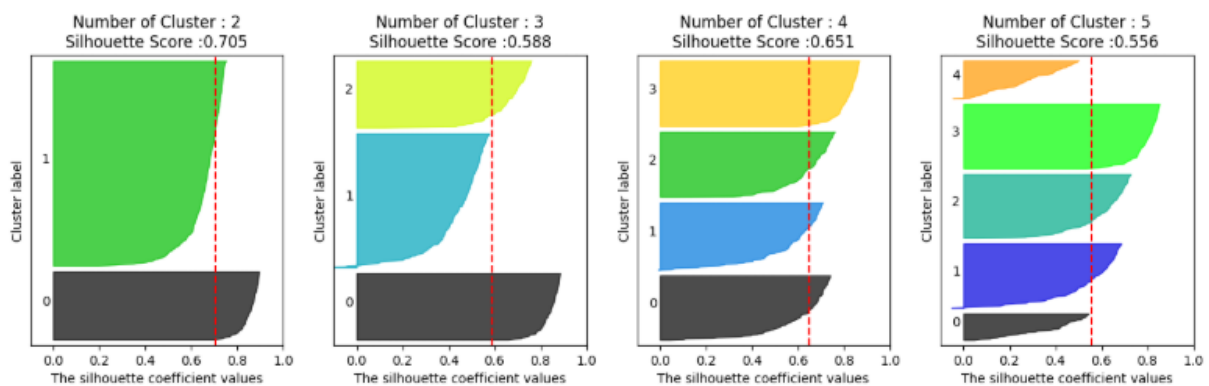 Number of Cluster : 2
Silhouette Score :0.705
Cluster label
1
0
0.0 0.2 0.4 0.6 0.8 1.0
The silhouette coefficient values
Number of Cluster : 3
Silhouette Score :0.588
Cluster label
2
1
0
0.0 0.2 0.4 0.6 0.8 1.0
The silhouette coefficient values
Number of Cluster : 4
Silhouette Score :0.651
Cluster label
3
2
1
0
0.0 0.2 0.4 0.6 0.8 1.0
The silhouette coefficient values
Number of Cluster : 5
Silhouette Score :0.556
Cluster label
4
3
2
1
0
0.0 0.2 0.4 0.6 0.8 1.0
The silhouette coefficient values